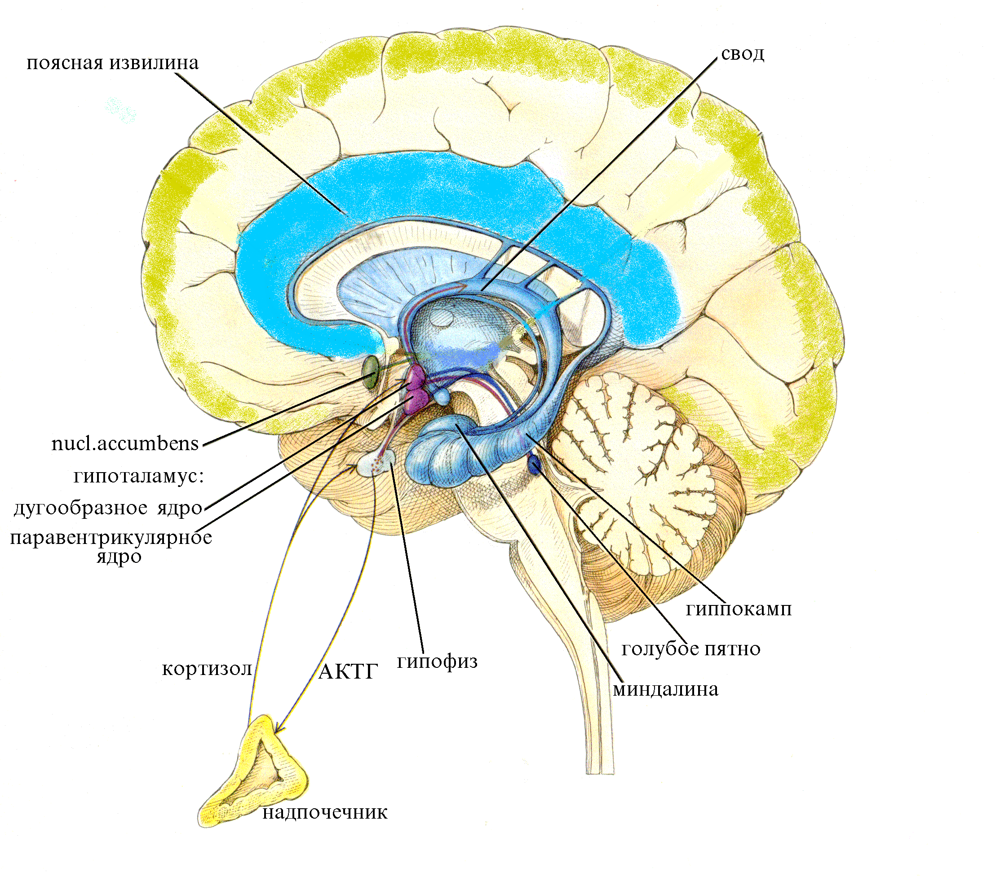 поясная извилина
свод
nucl.accumbens
гипоталамус:
дугообразное ядро
паравентрикулярное
ядро
гиппокамп
голубое пятно
миндалина
гипофиз
кортизол
АКТГ
надпочечник